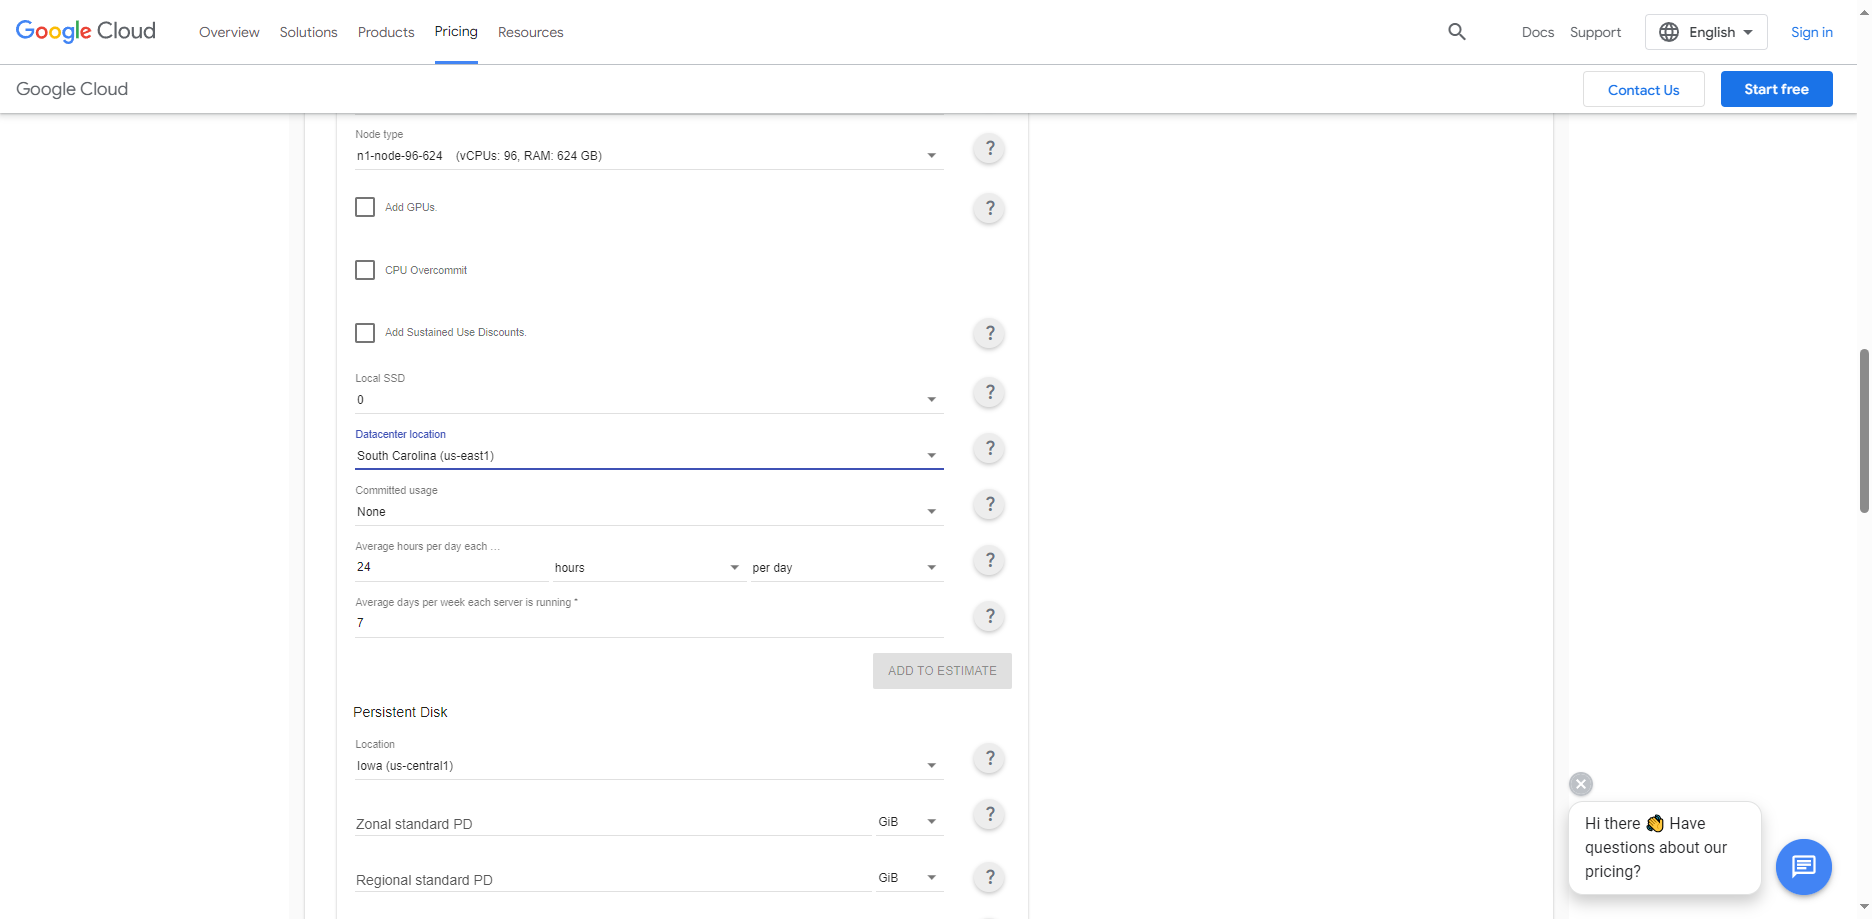 Google Cloud
Overview
Solutions
Products
Pricing
Resources
Docs
Support
English
Sign in
Google Cloud
Contact Us
Start free
Node type
n1-node-96-624 (vCPUs: 96, RAM: 624 GB)
?
Add GPUs.
?
CPU Overcommit
Add Sustained Use Discounts.
?
Local SSD
0
?
Datacenter location
South Carolina (us-east1)
?
Committed usage
None
?
Average hours per day each ...
24
hours
per day
?
Average days per week each server is running *
7
?
ADD TO ESTIMATE
Persistent Disk
Location
Iowa (us-central1)
?
Zonal standard PD
GiB
?
Regional standard PD
GiB
?
Hi there 👋 Have
questions about our
pricing?